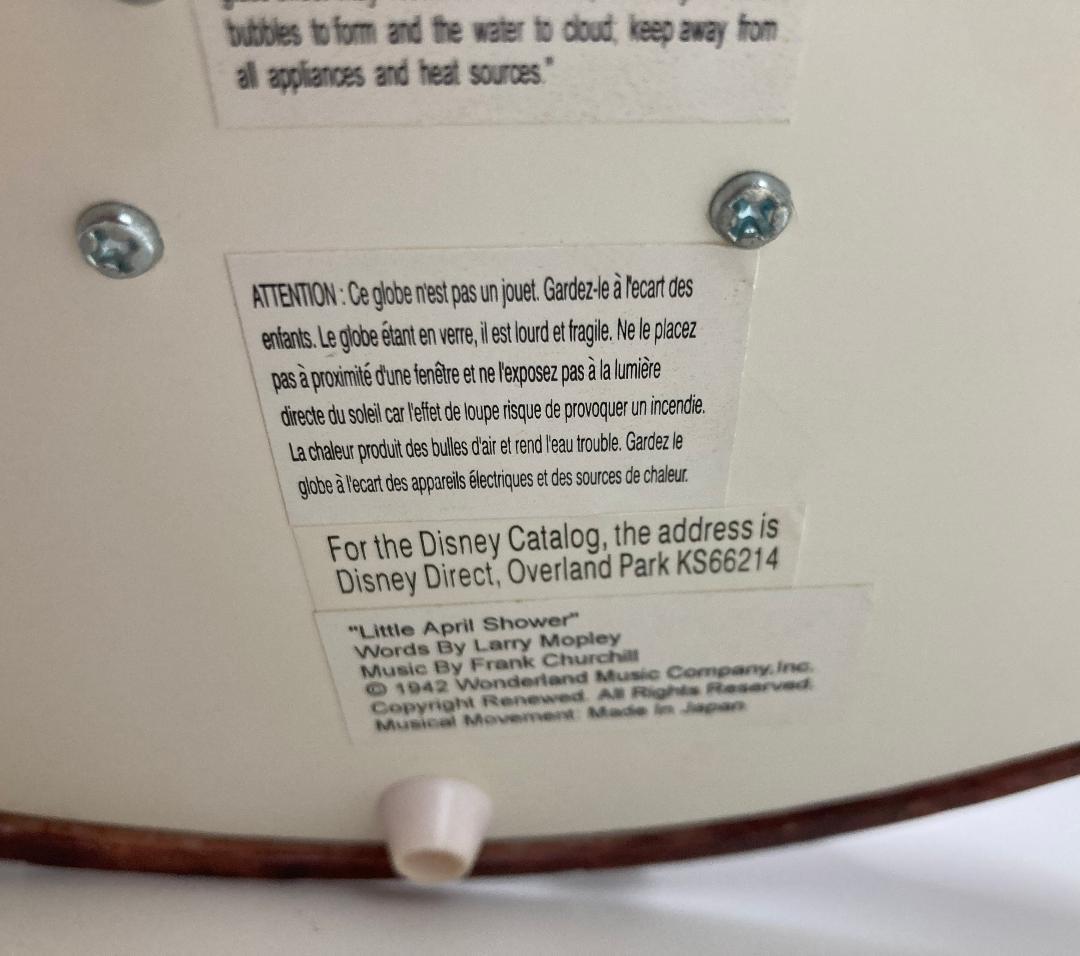 bubbles to form and the water to cloud; keep away from
all appliances and heat sources."
ATTENTION : Ce globe n'est pas un jouet. Gardez-le à l'ecart des
enfants. Le globe étant en verre, il est lourd et fragile. Ne le placez
pas à proximité d'une fenêtre et ne l'exposez pas à la lumière
directe du soleil car l'effet de loupe risque de provoquer un incendie.
La chaleur produit des bulles d'air et rend l'eau trouble. Gardez le
globe à l'ecart des appareils électriques et des sources de chaleur.
For the Disney Catalog, the address is
Disney Direct, Overland Park KS66214
"Little April Shower"
Words By Larry Mopley
Music By Frank Churchill
© 1942 Wonderland Music Company, Inc.
Copyright Renewed. All Rights Reserved.
Musical Movement: Made In Japan